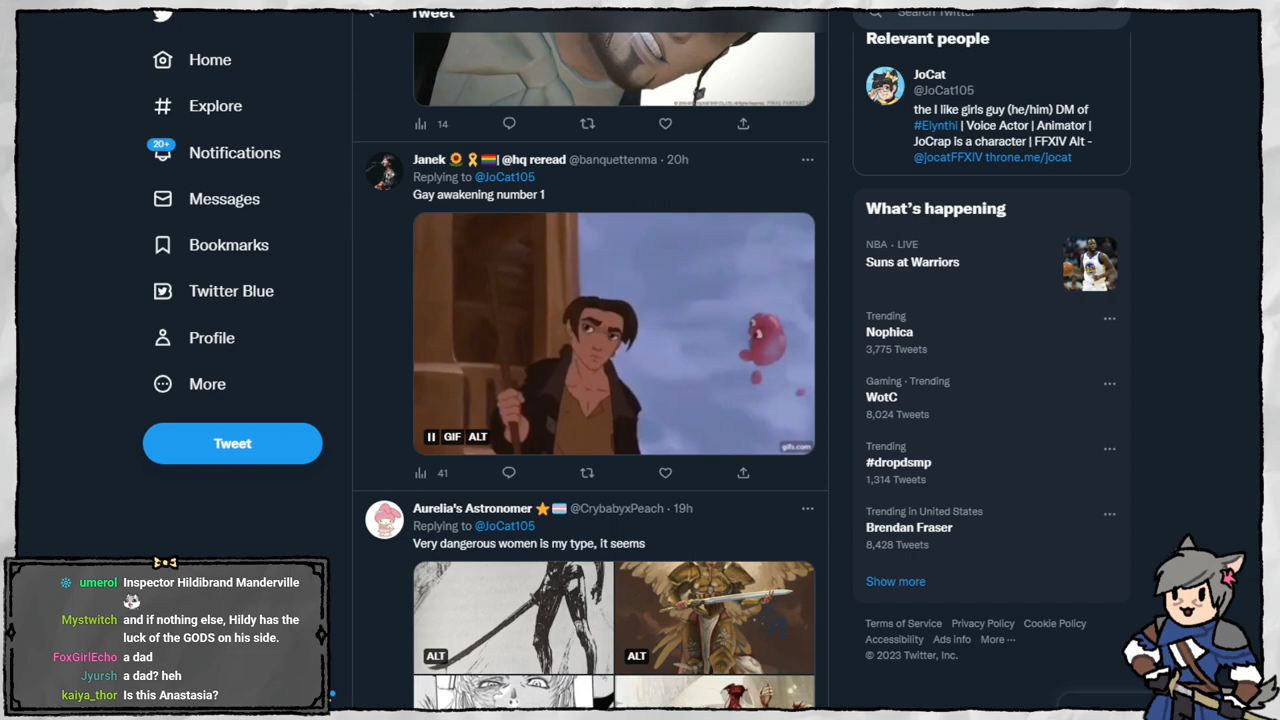 Home
Explore
20+
Notifications
Messages
Bookmarks
Twitter Blue
Profile
More
Tweet
Tweet
14
Janek 🌻 🎗️ 🏳️‍🌈| @hq reread @banquettenma · 20h
Replying to @JoCat105
Gay awakening number 1
GIF ALT
gifs.com
41
Aurelia's Astronomer ⭐ 🏳️‍⚧️ @CrybabyxPeach · 19h
Replying to @JoCat105
Very dangerous women is my type, it seems
ALT
ALT
Search Twitter
Relevant people
JoCat
@JoCat105
the I like girls guy (he/him) DM of
#Elynthi | Voice Actor | Animator |
JoCrap is a character | FFXIV Alt -
@jocatFFXIV throne.me/jocat
What's happening
NBA · LIVE
Suns at Warriors
Trending
Nophica
3,775 Tweets
Gaming · Trending
WotC
8,024 Tweets
Trending
#dropdsmp
1,314 Tweets
Trending in United States
Brendan Fraser
8,428 Tweets
Show more
Terms of Service Privacy Policy Cookie Policy
Accessibility Ads info More ···
© 2023 Twitter, Inc.
umerol Inspector Hildibrand Manderville
Mystwitch and if nothing else, Hildy has the
luck of the GODS on his side.
FoxGirlEcho a dad
Jyursh a dad? heh
kaiya_thor Is this Anastasia?